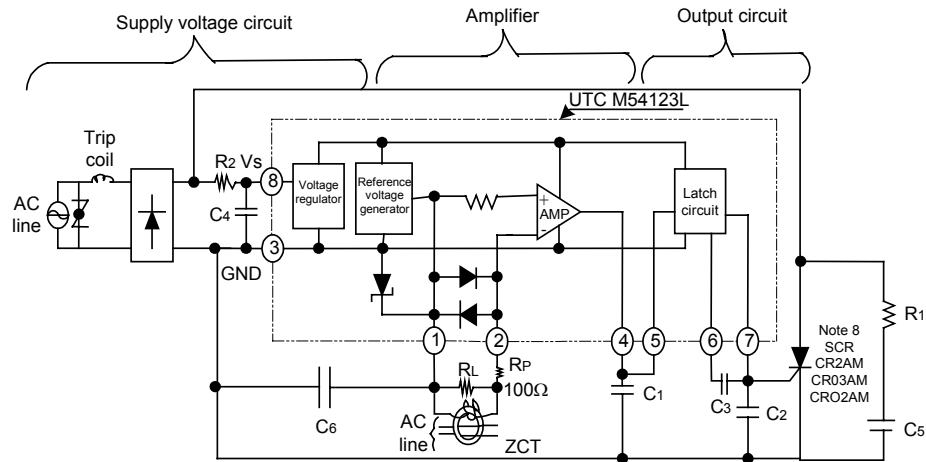 Supply voltage circuit
Amplifier
Output circuit
UTC M54123L
Trip
coil
R2 Vs
8
Voltage
regulator
Reference
voltage
generator
+
AMP
-
Latch
circuit
AC
line
C4
3
GND
1
2
4
5
6
7
R1
Note 8
SCR
CR2AM
CR03AM
CRO2AM
RL
RP
100Ω
C6
AC
line
ZCT
C1
C3
C2
C5